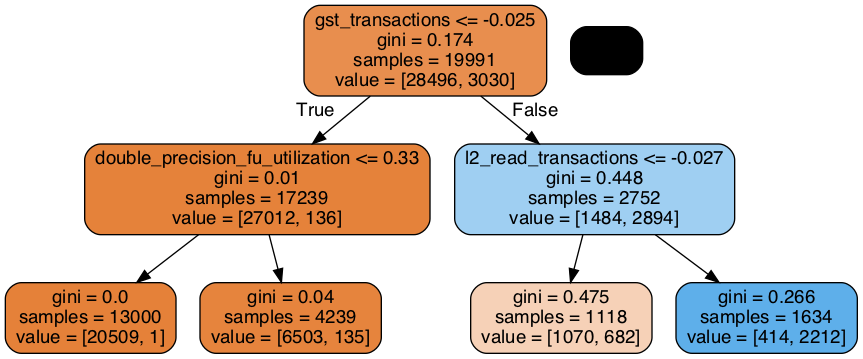 gst_transactions <= -0.025
gini = 0.174
samples = 19991
value = [28496, 3030]
True
False
double_precision_fu_utilization <= 0.33
gini = 0.01
samples = 17239
value = [27012, 136]
l2_read_transactions <= -0.027
gini = 0.448
samples = 2752
value = [1484, 2894]
gini = 0.0
samples = 13000
value = [20509, 1]
gini = 0.04
samples = 4239
value = [6503, 135]
gini = 0.475
samples = 1118
value = [1070, 682]
gini = 0.266
samples = 1634
value = [414, 2212]